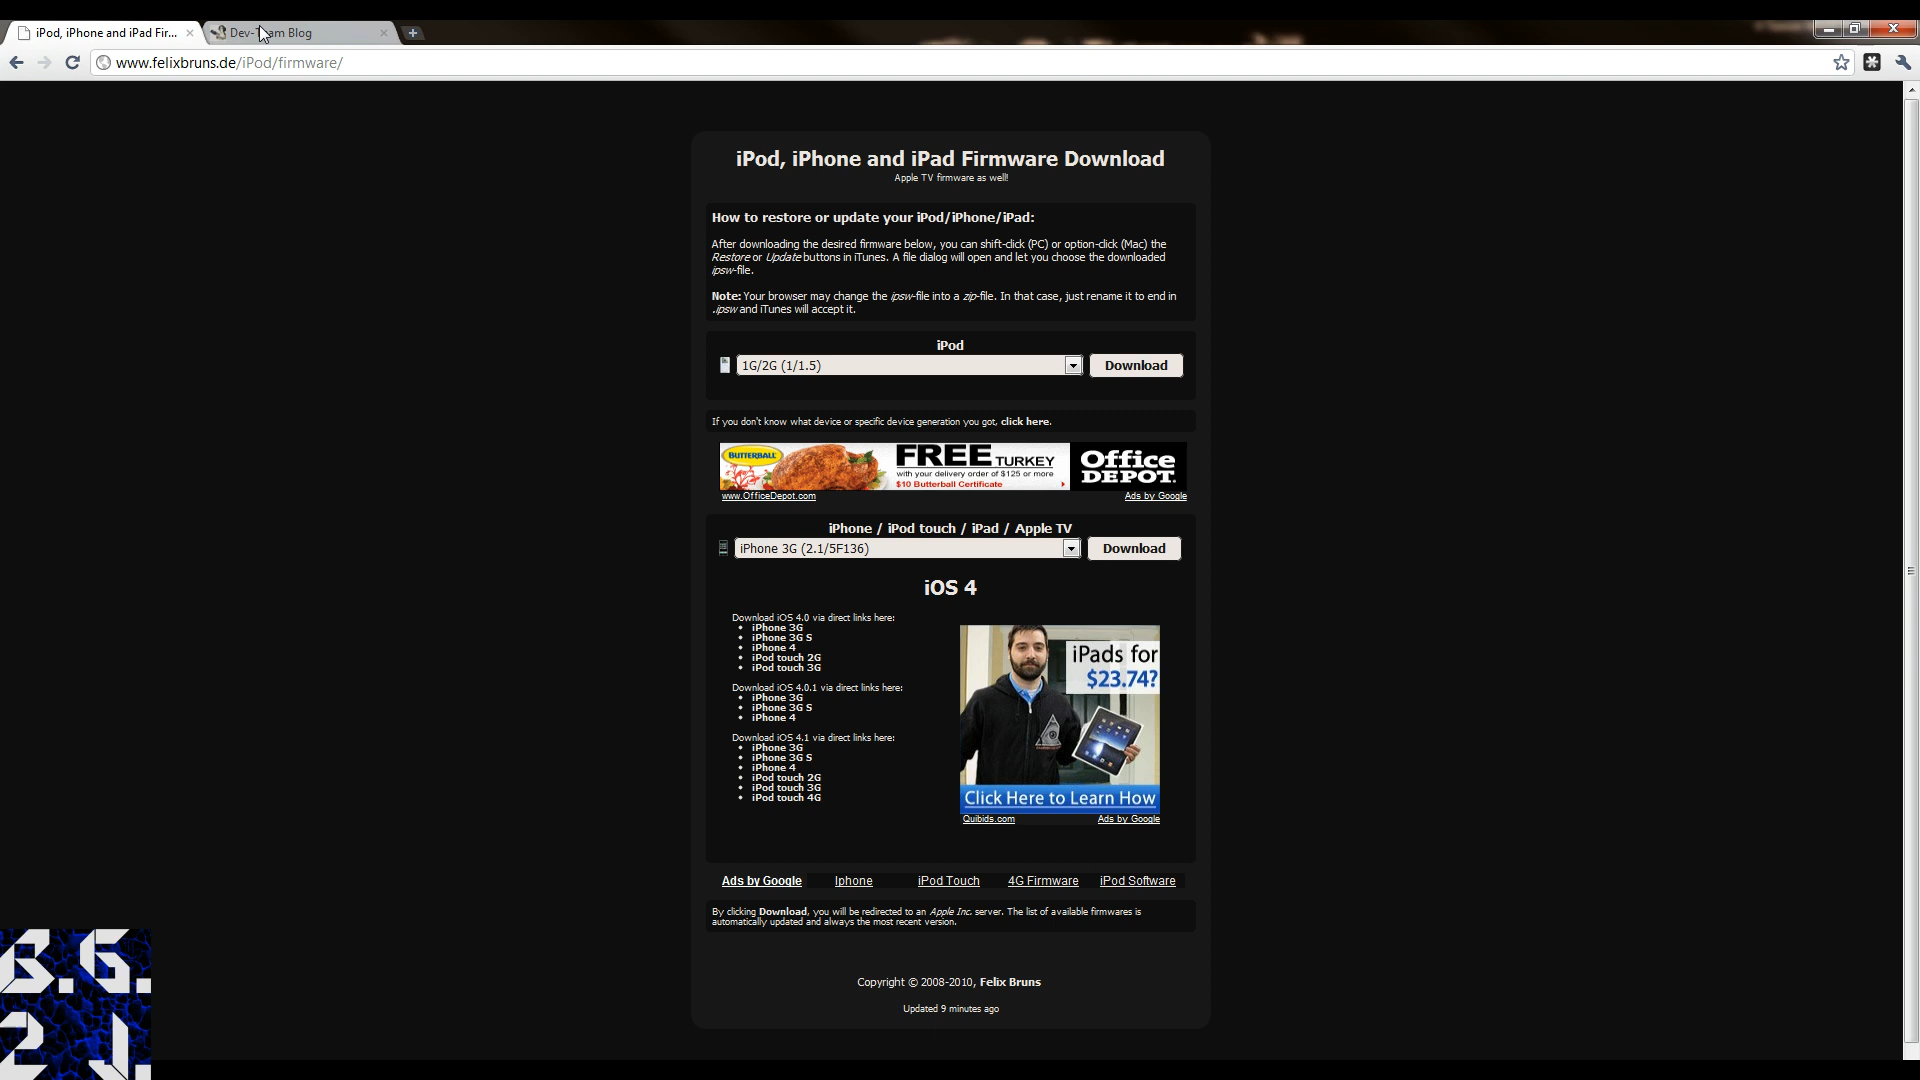 iPod, iPhone and iPad Fir...
Dev-Team Blog
www.felixbruns.de/iPod/firmware/
iPod, iPhone and iPad Firmware Download
Apple TV firmware as well!
How to restore or update your iPod/iPhone/iPad:
After downloading the desired firmware below, you can shift-click (PC) or option-click (Mac) the
Restore or Update buttons in iTunes. A file dialog will open and let you choose the downloaded
ipsw-file.
Note: Your browser may change the ipsw-file into a zip-file. In that case, just rename it to end in
.ipsw and iTunes will accept it.
iPod
1G/2G (1/1.5)
Download
If you don't know what device or specific device generation you got, click here.
BUTTERBALL
FREE TURKEY
with your delivery order of $125 or more
$10 Butterball Certificate
Office
DEPOT.
www.OfficeDepot.com
Ads by Google
iPhone / iPod touch / iPad / Apple TV
iPhone 3G (2.1/5F136)
Download
iOS 4
Download iOS 4.0 via direct links here:
iPhone 3G
iPhone 3G S
iPhone 4
iPod touch 2G
iPod touch 3G
Download iOS 4.0.1 via direct links here:
iPhone 3G
iPhone 3G S
iPhone 4
Download iOS 4.1 via direct links here:
iPhone 3G
iPhone 3G S
iPhone 4
iPod touch 2G
iPod touch 3G
iPod touch 4G
iPads for
$23.74?
Click Here to Learn How
Quibids.com
Ads by Google
Ads by Google
Iphone
iPod Touch
4G Firmware
iPod Software
By clicking Download, you will be redirected to an Apple Inc. server. The list of available firmwares is
automatically updated and always the most recent version.
Copyright © 2008-2010, Felix Bruns
Updated 9 minutes ago
B.G.
2J.